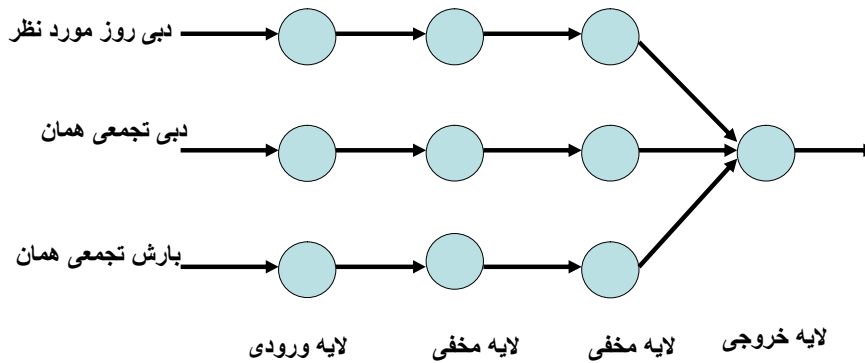 دبی روز مورد نظر
دبی تجمعی همان
بارش تجمعی همان
لایه ورودی
لایه مخفی
لایه مخفی
لایه خروجی